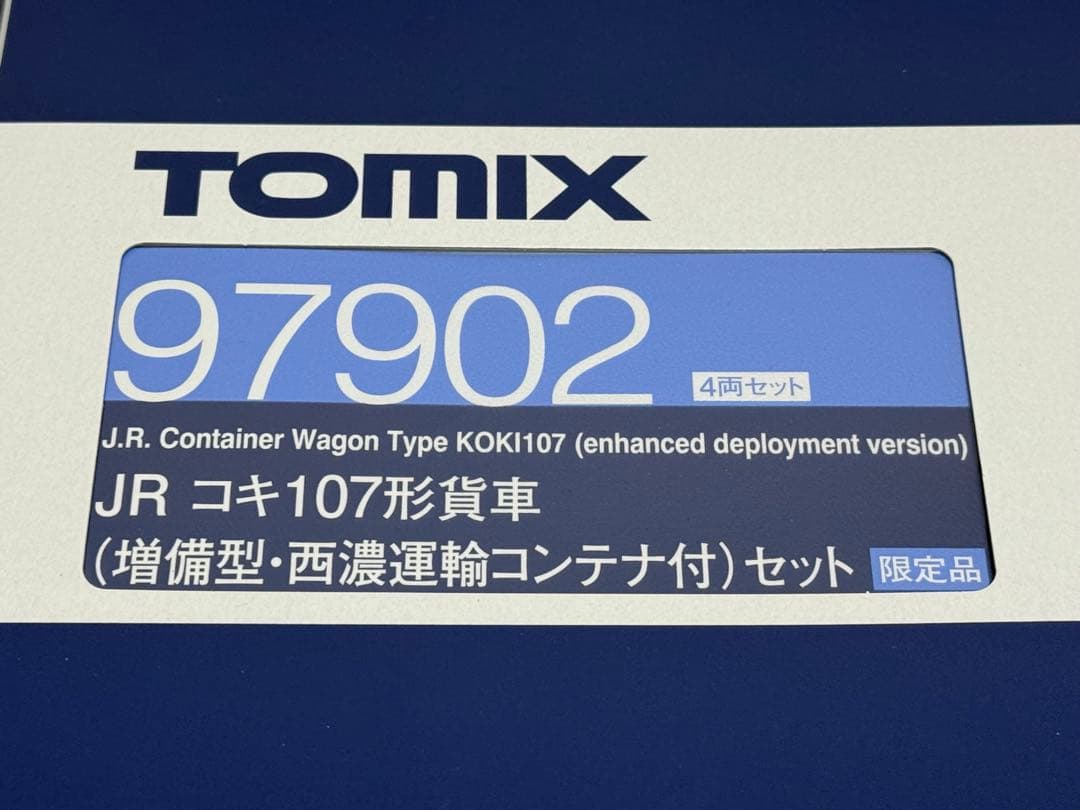 TOMIX
97902 4両セット
J.R. Container Wagon Type KOKI107 (enhanced deployment version)
JR コキ107形貨車
(増備型・西濃運輸コンテナ付)セット 限定品